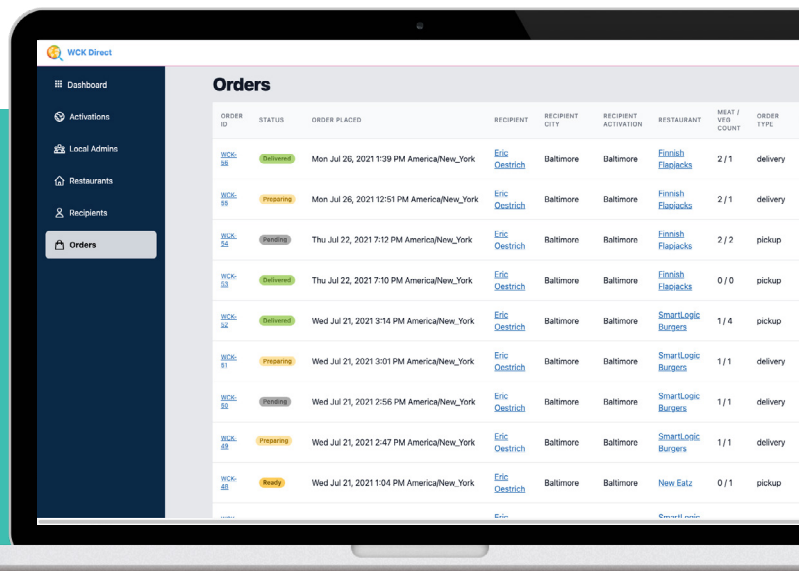 WCK Direct
Dashboard
Activations
Local Admins
Restaurants
Recipients
Orders
Orders
ORDER ID STATUS ORDER PLACED RECIPIENT RECIPIENT CITY RECIPIENT ACTIVATION RESTAURANT MEAT / VEG COUNT ORDER TYPE
WCK-56 Delivered Mon Jul 26, 2021 1:39 PM America/New_York Eric Oestrich Baltimore Baltimore Finnish Flapjacks 2 / 1 delivery
WCK-55 Preparing Mon Jul 26, 2021 12:51 PM America/New_York Eric Oestrich Baltimore Baltimore Finnish Flapjacks 2 / 1 delivery
WCK-54 Pending Thu Jul 22, 2021 7:12 PM America/New_York Eric Oestrich Baltimore Baltimore Finnish Flapjacks 2 / 2 pickup
WCK-53 Delivered Thu Jul 22, 2021 7:10 PM America/New_York Eric Oestrich Baltimore Baltimore Finnish Flapjacks 0 / 0 pickup
WCK-52 Delivered Wed Jul 21, 2021 3:14 PM America/New_York Eric Oestrich Baltimore Baltimore SmartLogic Burgers 1 / 4 pickup
WCK-51 Preparing Wed Jul 21, 2021 3:01 PM America/New_York Eric Oestrich Baltimore Baltimore SmartLogic Burgers 1 / 1 delivery
WCK-50 Pending Wed Jul 21, 2021 2:56 PM America/New_York Eric Oestrich Baltimore Baltimore SmartLogic Burgers 1 / 1 delivery
WCK-49 Preparing Wed Jul 21, 2021 2:47 PM America/New_York Eric Oestrich Baltimore Baltimore SmartLogic Burgers 1 / 1 delivery
WCK-48 Ready Wed Jul 21, 2021 1:04 PM America/New_York Eric Oestrich Baltimore Baltimore New Eatz 0 / 1 pickup